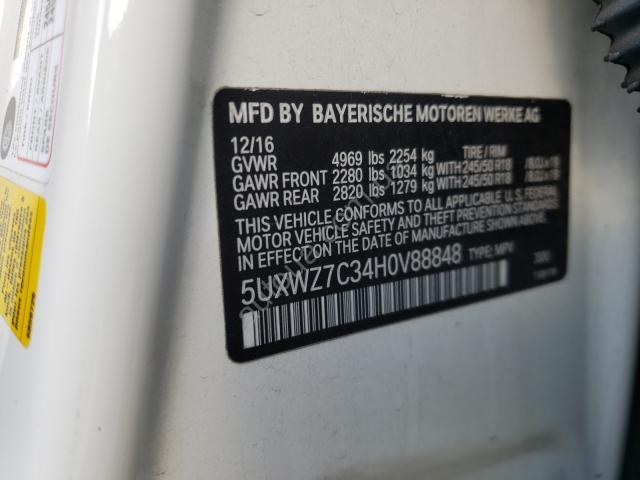 MFD BY BAYERISCHE MOTOREN WERKE AG
12/16
GVWR 4969 lbs 2254 kg TIRE / RIM
GAWR FRONT 2280 lbs 1034 kg WITH 245/50 R18
GAWR REAR 2820 lbs 1279 kg WITH 245/50 R18
THIS VEHICLE CONFORMS TO ALL APPLICABLE U. S. FEDERAL
MOTOR VEHICLE SAFETY AND THEFT PREVENTION STANDARDS
IN EFFECT ON THE DATE OF MANUFACTURE SHOWN ABOVE.
5UXWZ7C34H0V88848 TYPE: MPV